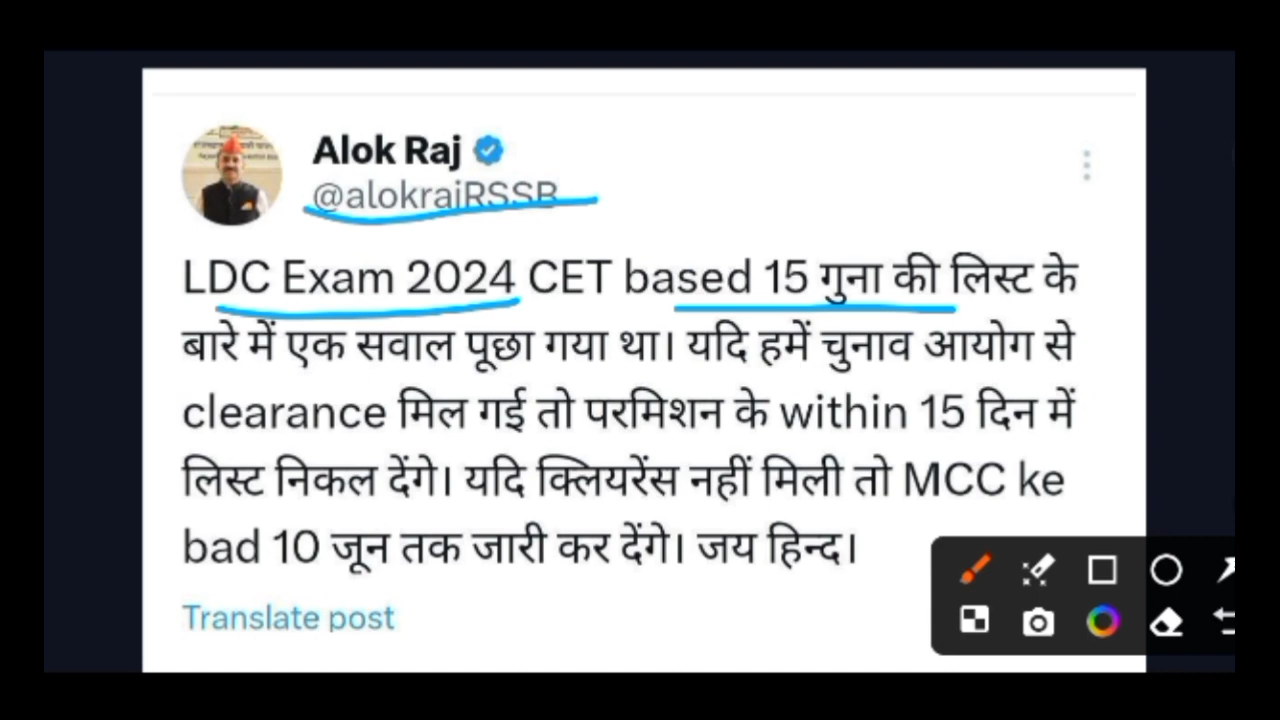 Alok Raj
@alokrajRSSB
LDC Exam 2024 CET based 15 गुना की लिस्ट के
बारे में एक सवाल पूछा गया था। यदि हमें चुनाव आयोग से
clearance मिल गई तो परमिशन के within 15 दिन में
लिस्ट निकल देंगे। यदि क्लियरेंस नहीं मिली तो MCC ke
bad 10 जून तक जारी कर देंगे। जय हिन्द।
Translate post